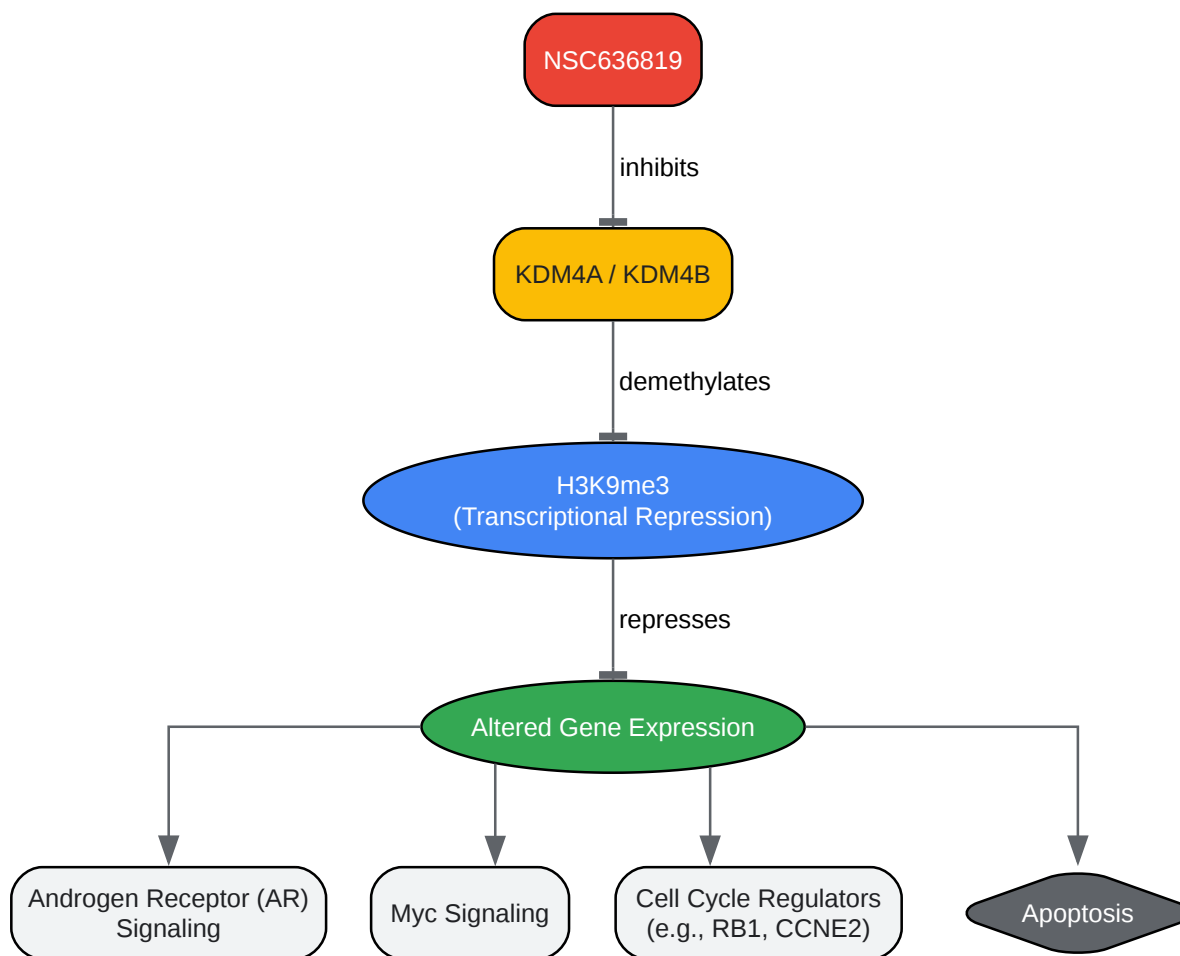 NSC636819
inhibits
KDM4A / KDM4B
demethylates
H3K9me3
(Transcriptional Repression)
represses
Altered Gene Expression
Androgen Receptor (AR)
Signaling
Myc Signaling
Cell Cycle Regulators
(e.g., RB1, CCNE2)
Apoptosis